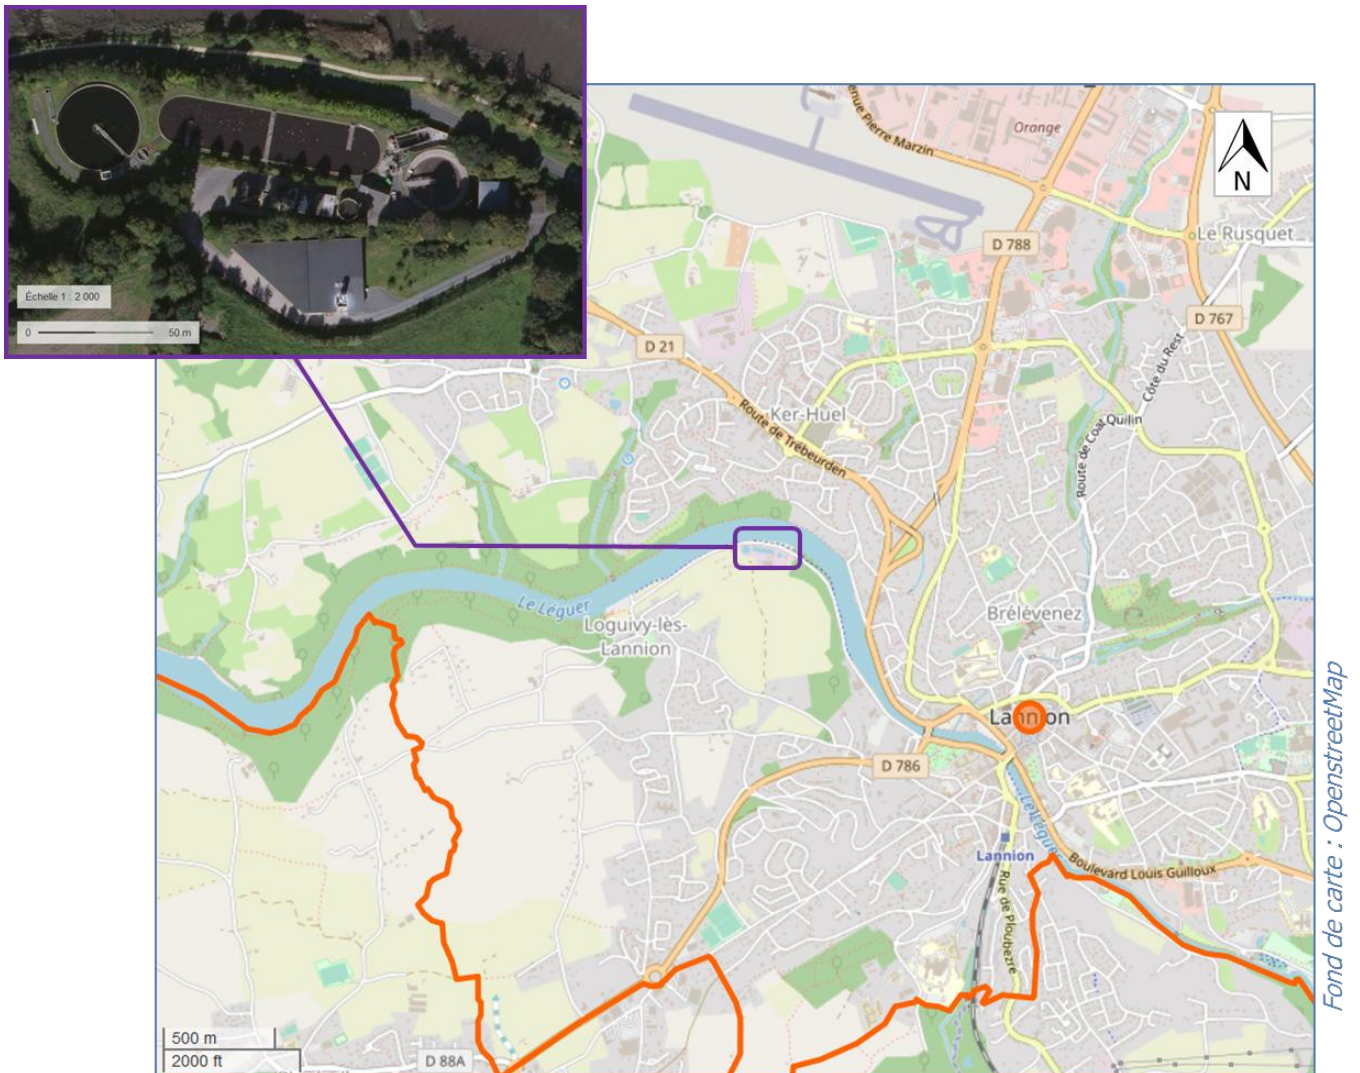 Échelle 1 : 2 000
0
50 m
enue Pierre Marzin
Orange
N
Le Rusquet
D 788
D 767
D 21
Côte du Rest
Ker-Huel
Route de Trébeurden
Route de Coat Quilin
Le Léguer
Loguivy-lès-
Lannion
Brélévenez
Lannion
D 786
Le Léguer
Lannion
Boulevard Louis Guilloux
Rue de Ploubezre
500 m
2000 ft
D 88A
Fond de carte : OpenstreetMap